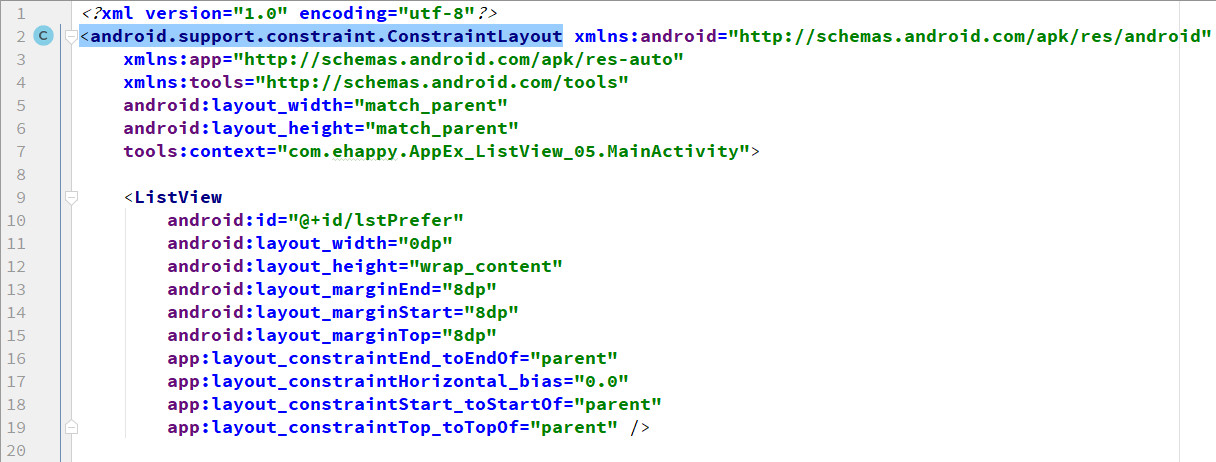 1 <?xml version="1.0" encoding="utf-8"?>
2 C <android.support.constraint.ConstraintLayout xmlns:android="http://schemas.android.com/apk/res/android"
3 xmlns:app="http://schemas.android.com/apk/res-auto"
4 xmlns:tools="http://schemas.android.com/tools"
5 android:layout_width="match_parent"
6 android:layout_height="match_parent"
7 tools:context="com.ehappy.AppEx_ListView_05.MainActivity">
8
9 <ListView
10 android:id="@+id/lstPrefer"
11 android:layout_width="0dp"
12 android:layout_height="wrap_content"
13 android:layout_marginEnd="8dp"
14 android:layout_marginStart="8dp"
15 android:layout_marginTop="8dp"
16 app:layout_constraintEnd_toEndOf="parent"
17 app:layout_constraintHorizontal_bias="0.0"
18 app:layout_constraintStart_toStartOf="parent"
19 app:layout_constraintTop_toTopOf="parent" />
20